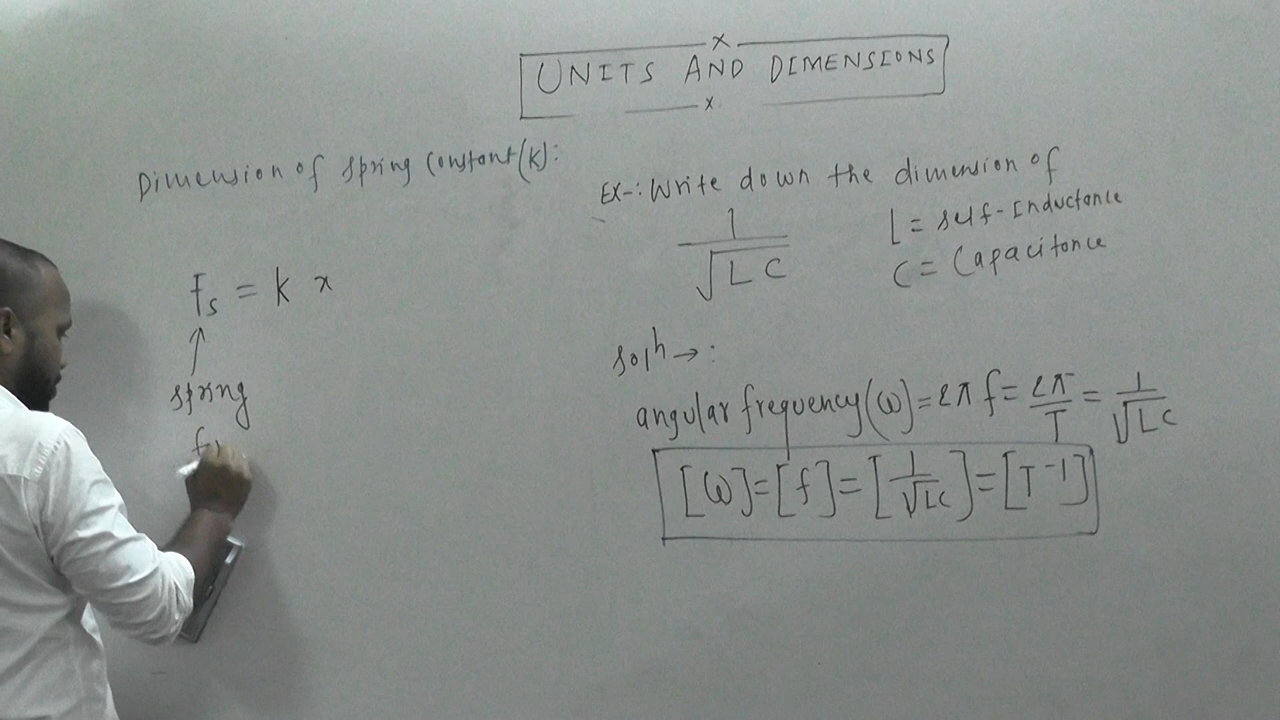 UNITS AND DIMENSIONS
Dimension of spring constant(k):
Fs = k x
↑
spring
f
Ex-: Write down the dimension of
1/√LC
L = self-Inductance
C = Capacitance
Soln →:
angular frequency(ω) = 2π f = 2π/T = 1/√LC
[ω] = [f] = [1/√LC] = [T⁻¹]